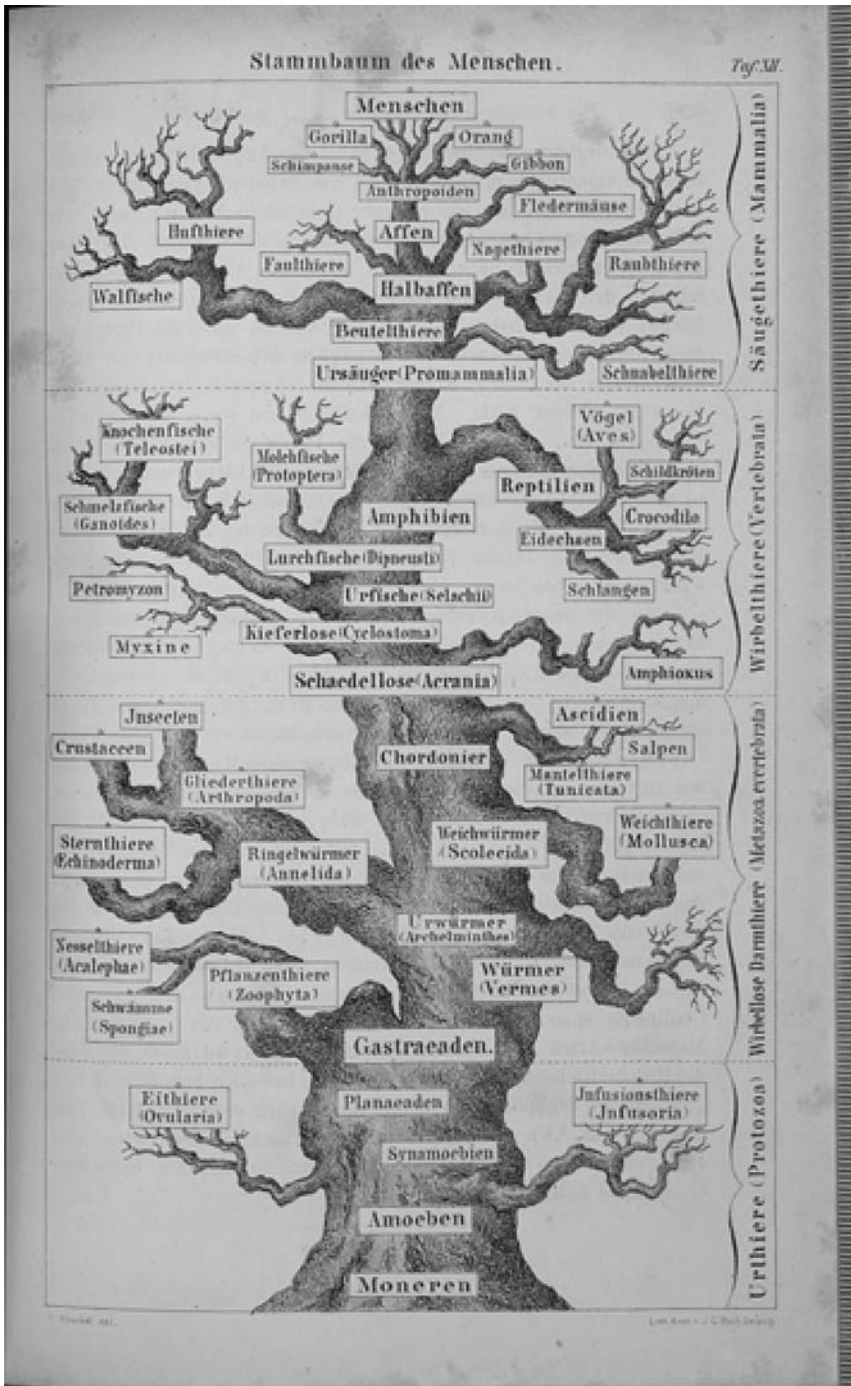 Stammbaum des Menschen.
Taf. XII.
Menschen
Gorilla
Orang
Schimpanse
Gibbon
Anthropoiden
Fledermäuse
Hufthiere
Affen
Nagethiere
Faulthiere
Raubthiere
Walfische
Halbaffen
Beutelthiere
Ursäuger (Promammalia)
Schnabelthiere
Säugethiere (Mammalia)
Knochenfische
(Teleostei)
Molchfische
(Protoptera)
Vögel
(Aves)
Schildkröten
Reptilien
Schmelzfische
(Ganoides)
Amphibien
Crocodile
Eidechsen
Lurchfische (Dipneusti)
Petromyzon
Urfische (Selachii)
Schlangen
Kieferlose (Cyclostoma)
Myxine
Amphioxus
Schaedellose (Acrania)
Wirbelthiere (Vertebrata)
Jnsecten
Ascidien
Crustaceen
Salpen
Chordonier
Gliederthiere
(Arthropoda)
Mantelthiere
(Tunicata)
Sternthiere
(Echinoderma)
Ringelwürmer
(Annelida)
Weichwürmer
(Scolecida)
Weichthiere
(Mollusca)
Urwürmer
(Archelminthes)
Nesselthiere
(Acalephae)
Pflanzenthiere
(Zoophyta)
Würmer
(Vermes)
Schwämme
(Spongiae)
Gastraeaden.
Wirbellose Darmthiere (Metazoa evertebrata)
Eithiere
(Ovularia)
Planaeaden
Jnfusionsthiere
(Jnfusoria)
Synamoebien
Amoeben
Moneren
Urthiere (Protozoa)